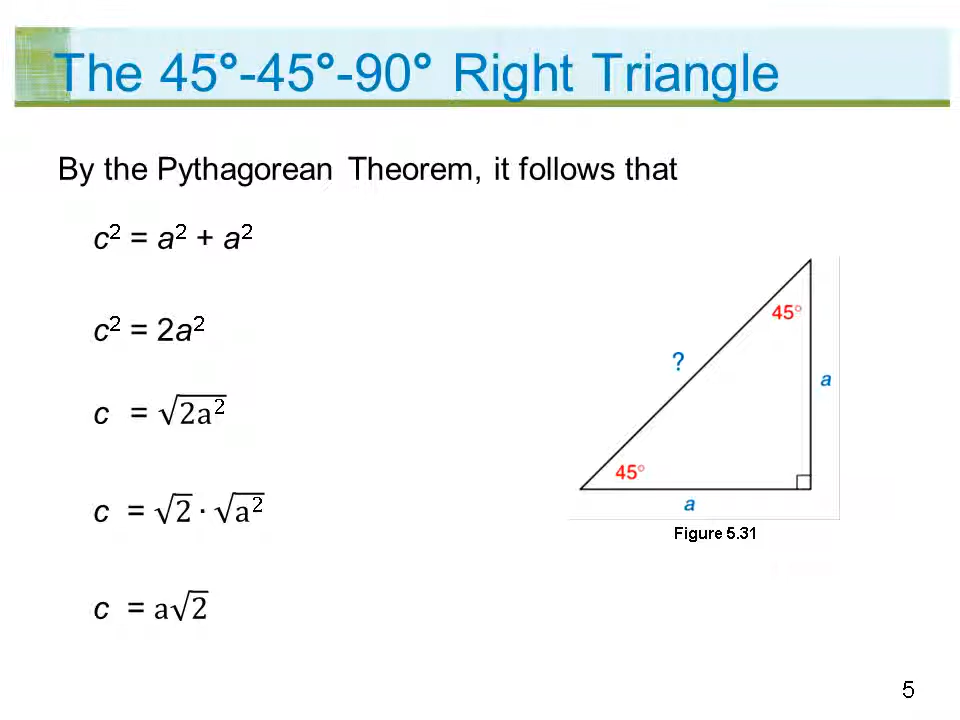 The 45°-45°-90° Right Triangle
By the Pythagorean Theorem, it follows that
c² = a² + a²
c² = 2a²
c = √2a²
c = √2 · √a²
c = a√2
45°
?
a
45°
a
Figure 5.31
5